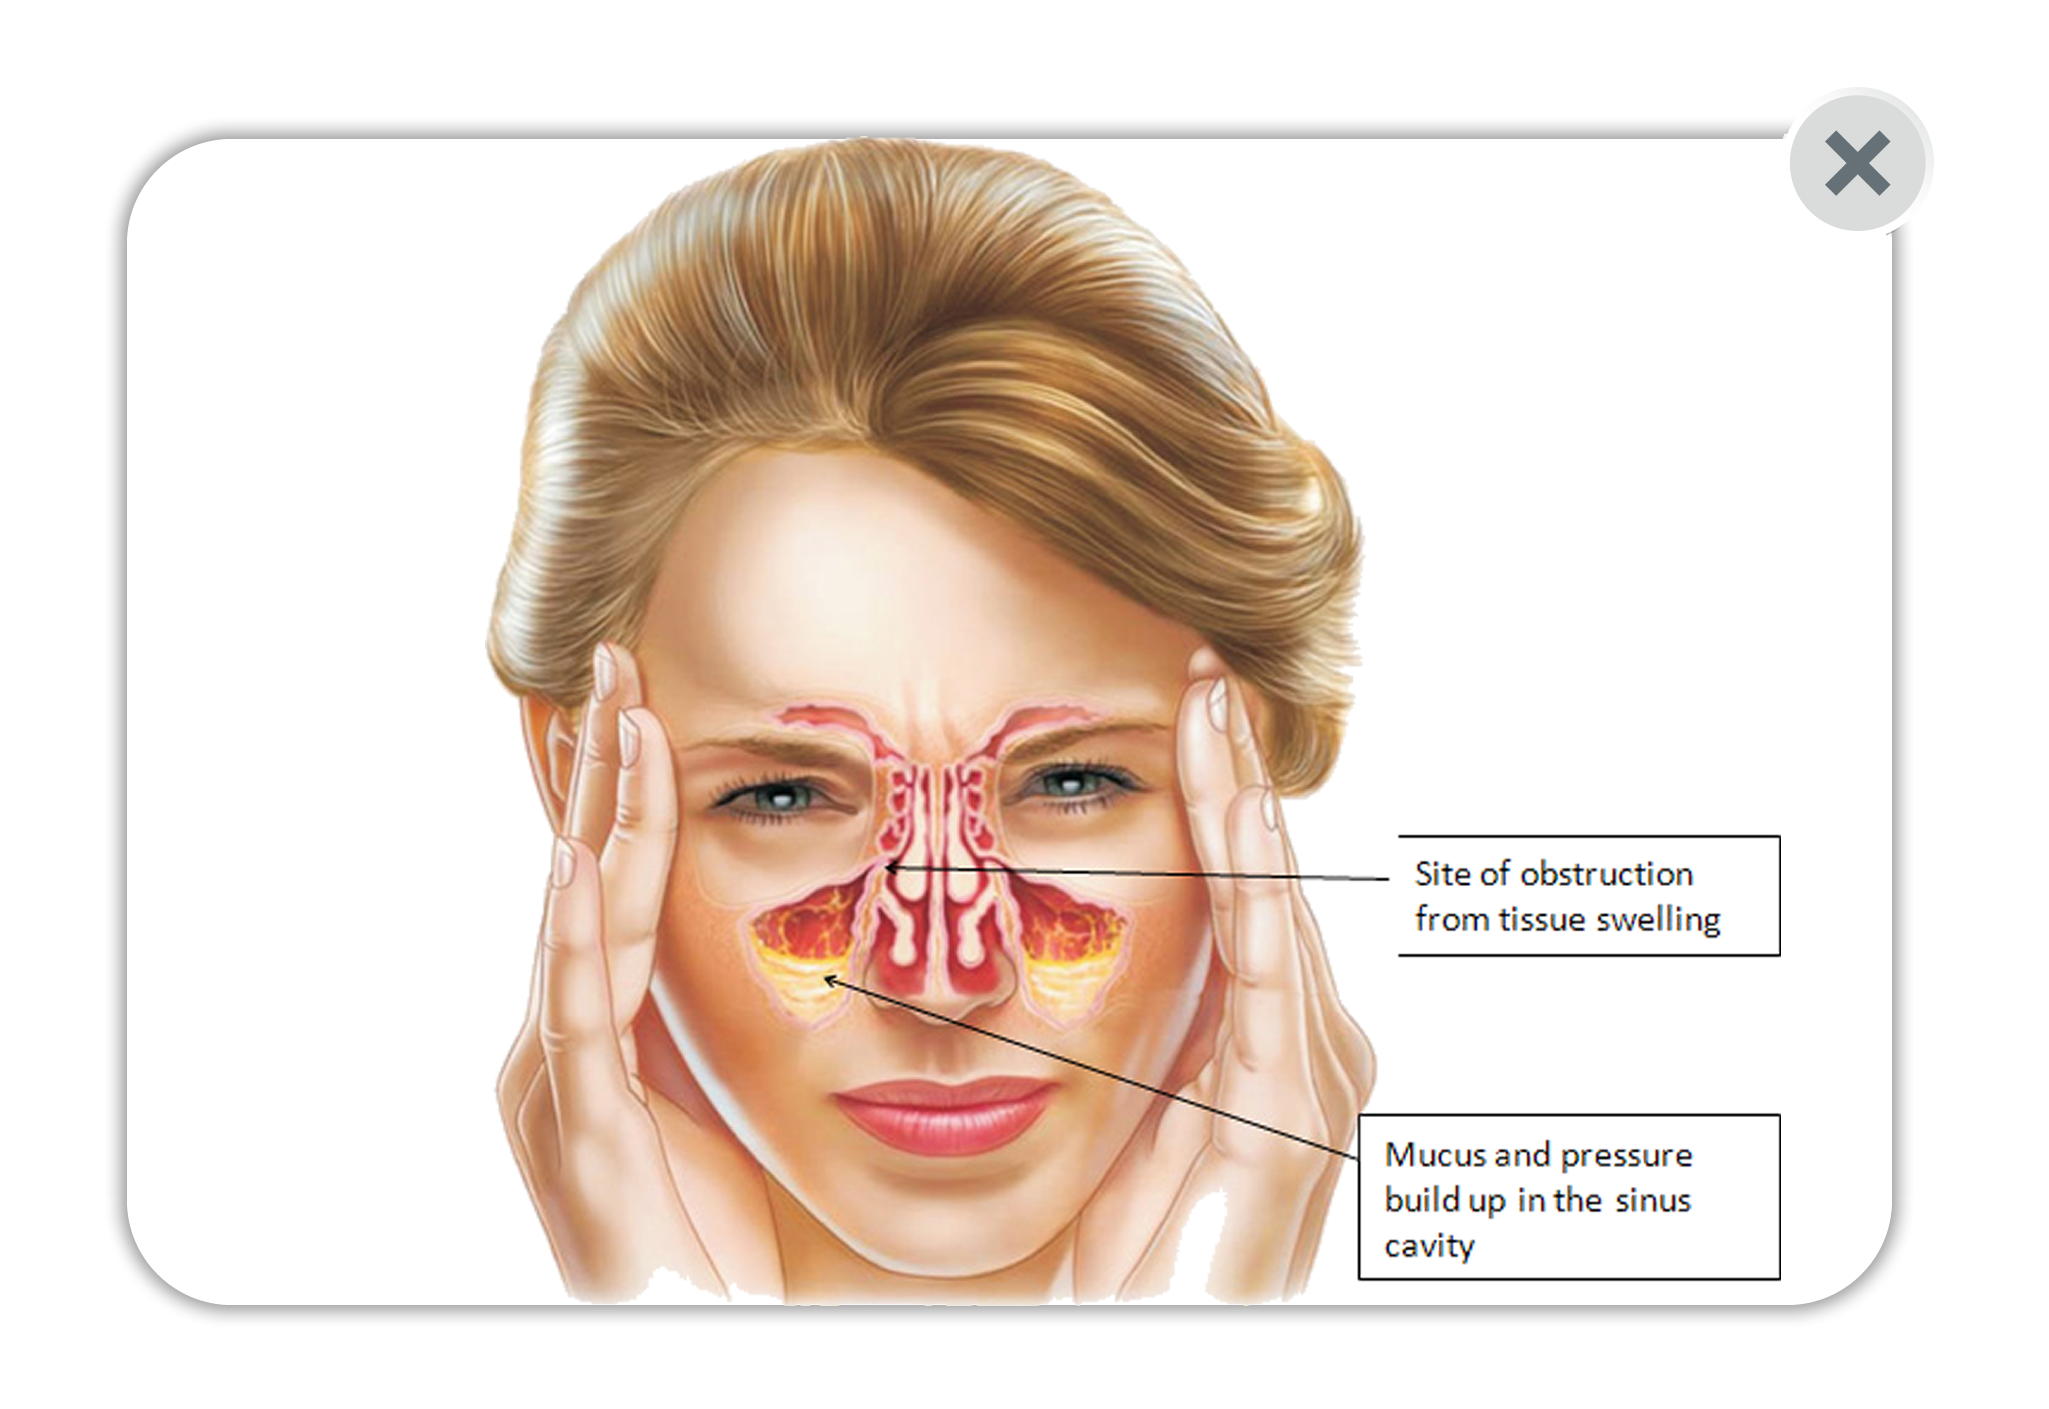 Site of obstruction
from tissue swelling
Mucus and pressure
build up in the sinus
cavity